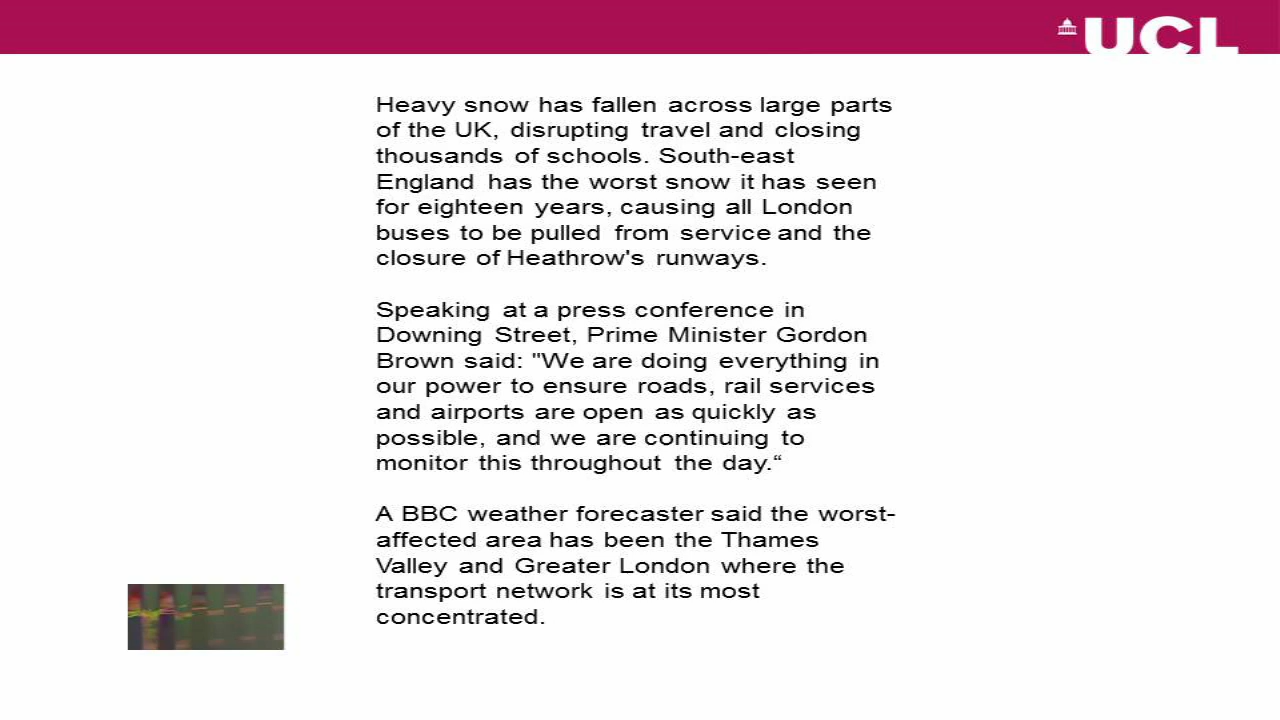 UCL
Heavy snow has fallen across large parts
of the UK, disrupting travel and closing
thousands of schools. South-east
England has the worst snow it has seen
for eighteen years, causing all London
buses to be pulled from service and the
closure of Heathrow's runways.
Speaking at a press conference in
Downing Street, Prime Minister Gordon
Brown said: "We are doing everything in
our power to ensure roads, rail services
and airports are open as quickly as
possible, and we are continuing to
monitor this throughout the day.“
A BBC weather forecaster said the worst-
affected area has been the Thames
Valley and Greater London where the
transport network is at its most
concentrated.